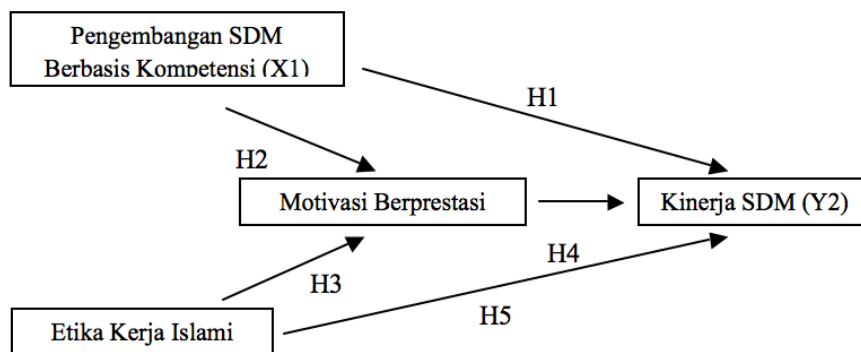 Pengembangan SDM
Berbasis Kompetensi (X1)
H1
H2
Motivasi Berprestasi
Kinerja SDM (Y2)
H4
H3
H5
Etika Kerja Islami